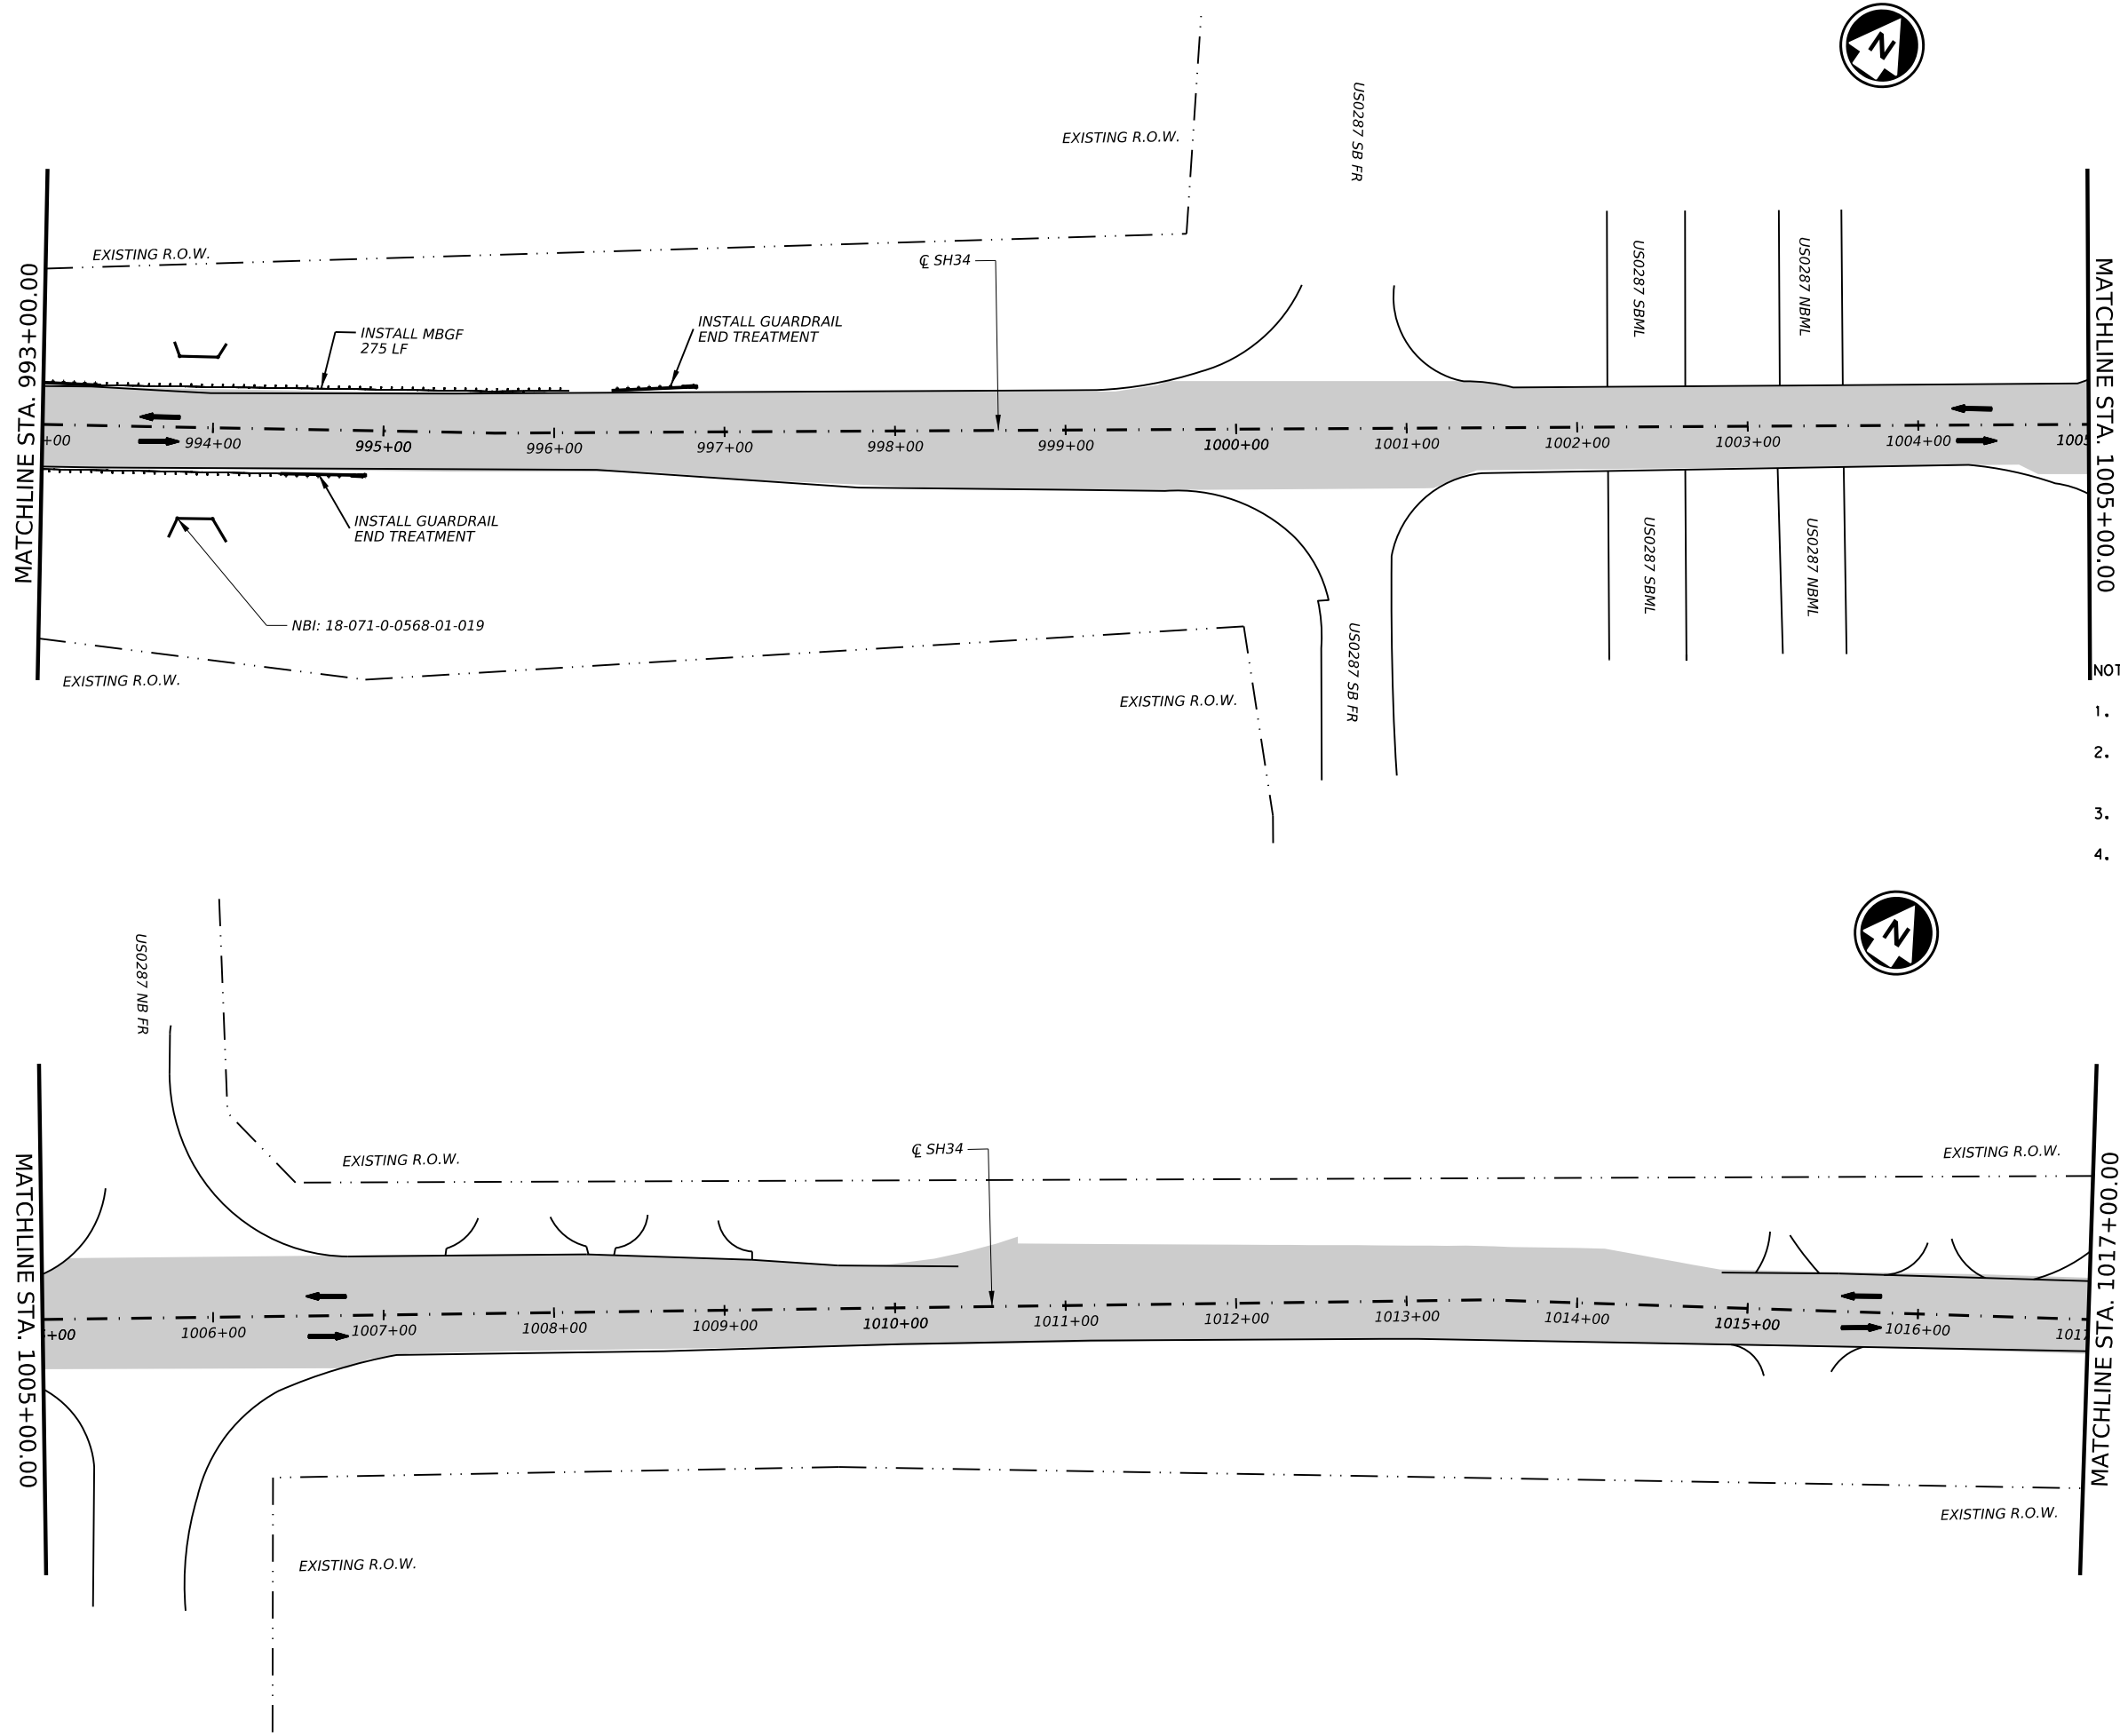 N
US0287 SB FR
EXISTING R.O.W.
EXISTING R.O.W.
℄ SH34
US0287 SBML
US0287 NBML
MATCHLINE STA. 993+00.00
MATCHLINE STA. 1005+00.00
INSTALL MBGF
275 LF
INSTALL GUARDRAIL
END TREATMENT
+00
994+00
995+00
996+00
997+00
998+00
999+00
1000+00
1001+00
1002+00
1003+00
1004+00
1005
INSTALL GUARDRAIL
END TREATMENT
US0287 SBML
US0287 NBML
NBI: 18-071-0-0568-01-019
US0287 SB FR
EXISTING R.O.W.
EXISTING R.O.W.
NOT
1.
2.
3.
4.
N
US0287 NB FR
EXISTING R.O.W.
℄ SH34
EXISTING R.O.W.
MATCHLINE STA. 1005+00.00
MATCHLINE STA. 1017+00.00
+00
1006+00
1007+00
1008+00
1009+00
1010+00
1011+00
1012+00
1013+00
1014+00
1015+00
1016+00
1017
EXISTING R.O.W.
EXISTING R.O.W.